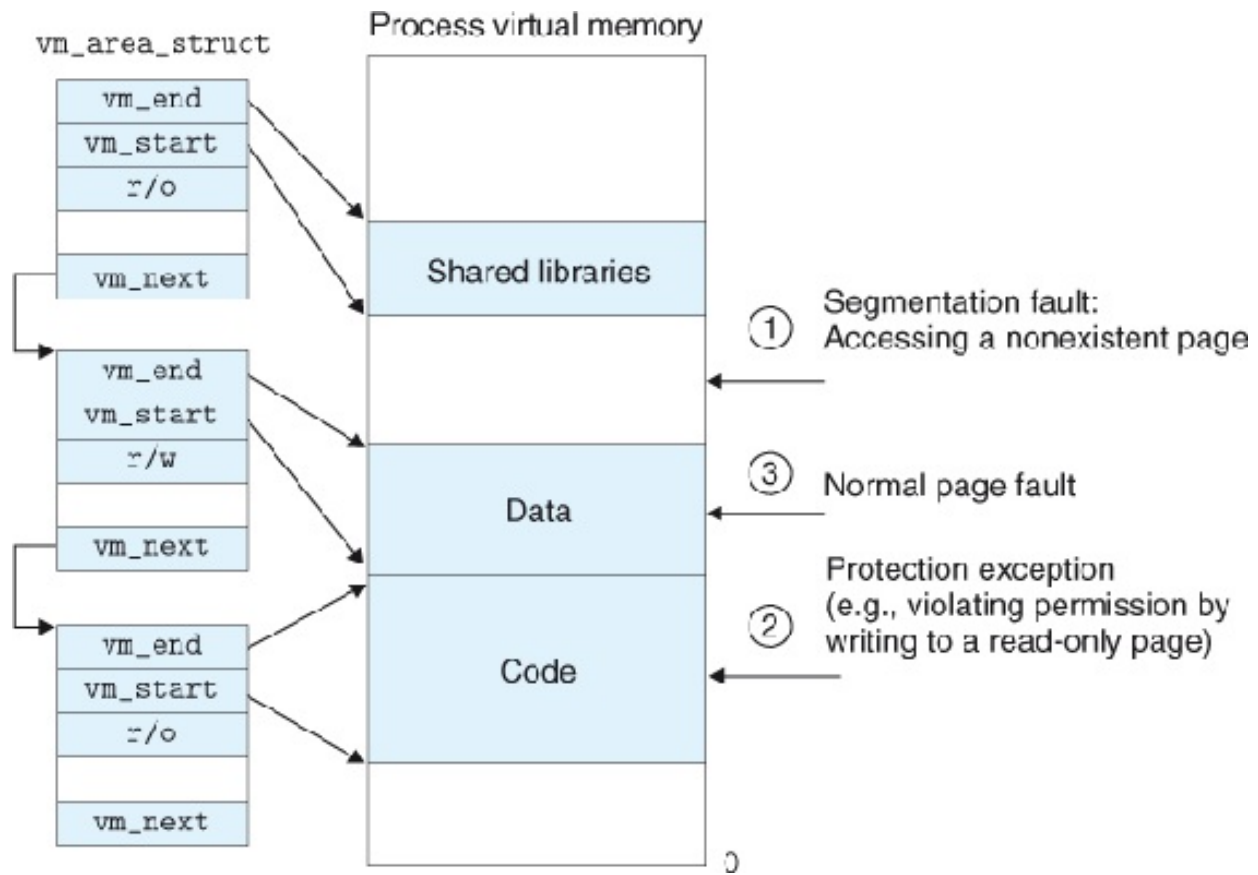 Process virtual memory
vm_area_struct
vm_end
vm_start
r/o
vm_next
vm_end
vm_start
r/w
vm_next
vm_end
vm_start
r/o
vm_next
Shared libraries
Data
Code
0
1
Segmentation fault:
Accessing a nonexistent page
3
Normal page fault
2
Protection exception
(e.g., violating permission by
writing to a read-only page)